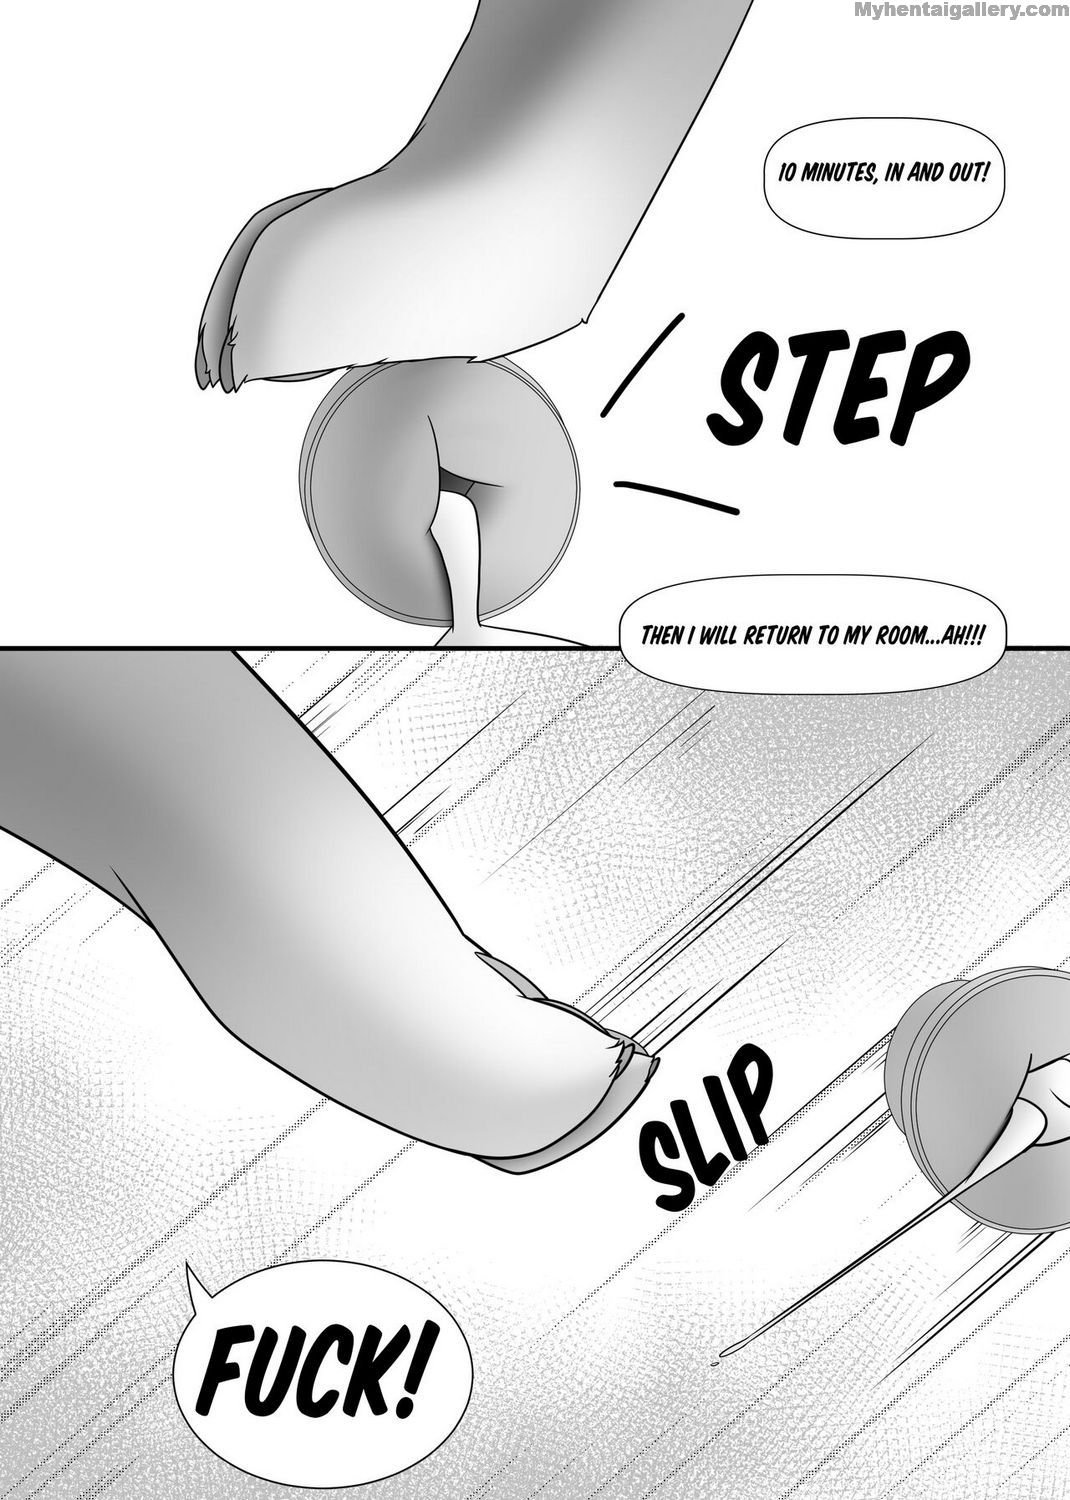 Myhentaigallery.com
10 MINUTES, IN AND OUT!
STEP
THEN I WILL RETURN TO MY ROOM...AH!!!
SLIP
FUCK!